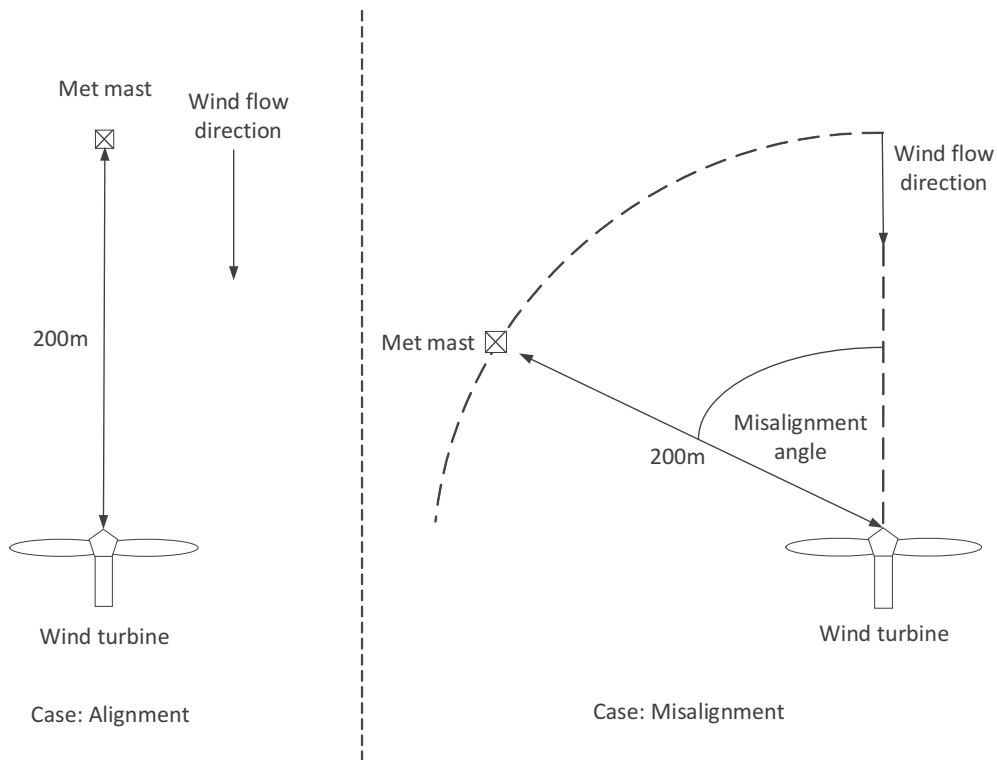 Met mast
Wind flow
direction
200m
Wind turbine
Case: Alignment
Wind flow
direction
Met mast
Misalignment
angle
200m
Wind turbine
Case: Misalignment